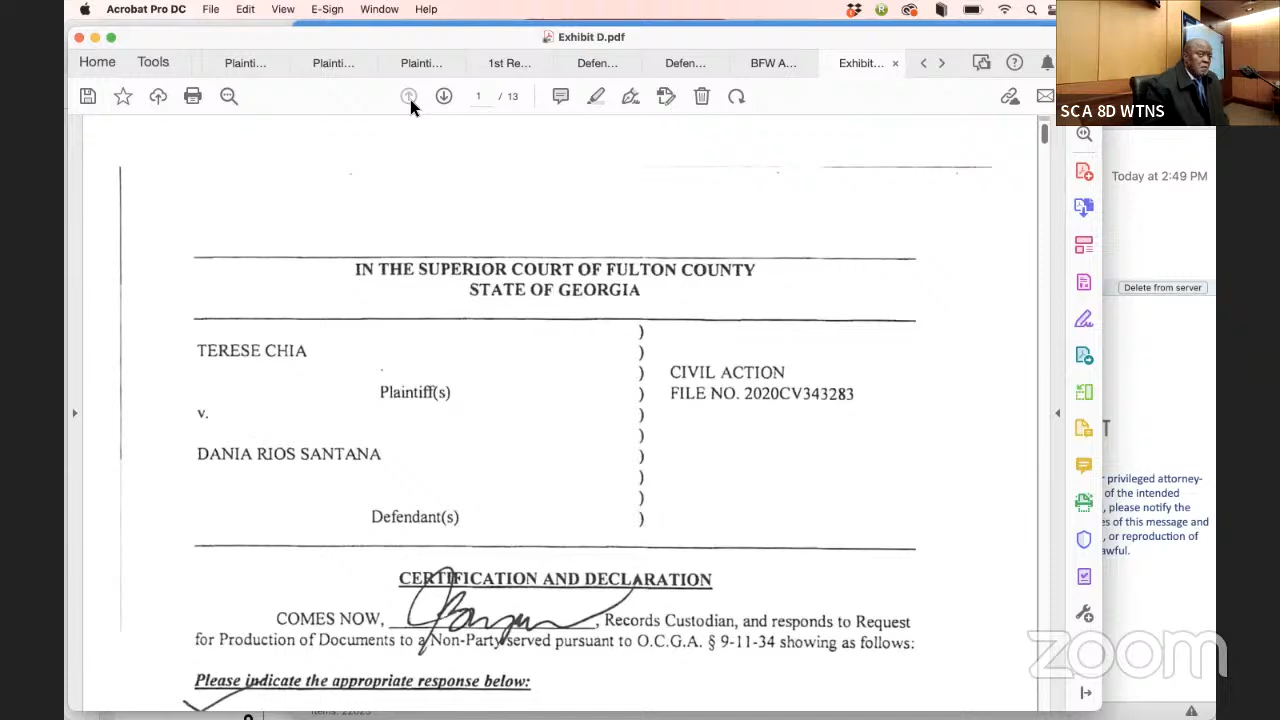 Acrobat Pro DC File Edit View E-Sign Window Help
Exhibit D.pdf
Home Tools Plainti... Plainti... Plainti... 1st Re... Defen... Defen... BFW A... Exhibit... ×
1 / 13
SCA 8D WTNS
Today at 2:49 PM
Delete from server
IN THE SUPERIOR COURT OF FULTON COUNTY
STATE OF GEORGIA
TERESE CHIA
Plaintiff(s)
v.
DANIA RIOS SANTANA
Defendant(s)
)
)
)
)
)
)
)
)
)
)
CIVIL ACTION
FILE NO. 2020CV343283
CERTIFICATION AND DECLARATION
COMES NOW, , Records Custodian, and responds to Request
for Production of Documents to a Non-Party served pursuant to O.C.G.A. § 9-11-34 showing as follows:
Please indicate the appropriate response below:
T
privileged attorney-
of the intended
, please notify the
es of this message and
, or reproduction of
awful.
zoom